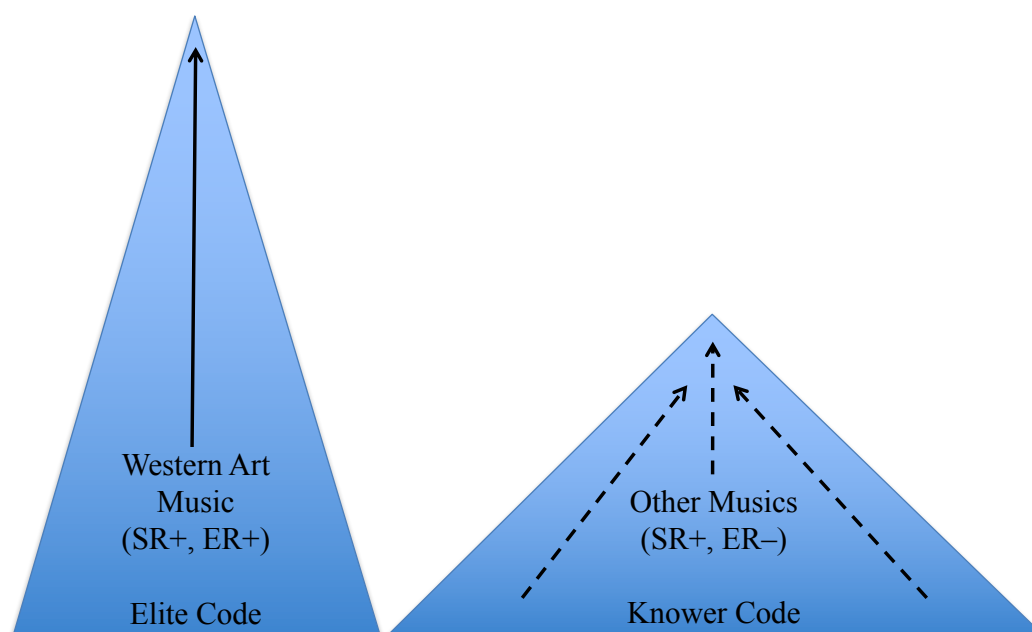 Western Art
Music
(SR+, ER+)
Elite Code
Other Musics
(SR+, ER–)
Knower Code